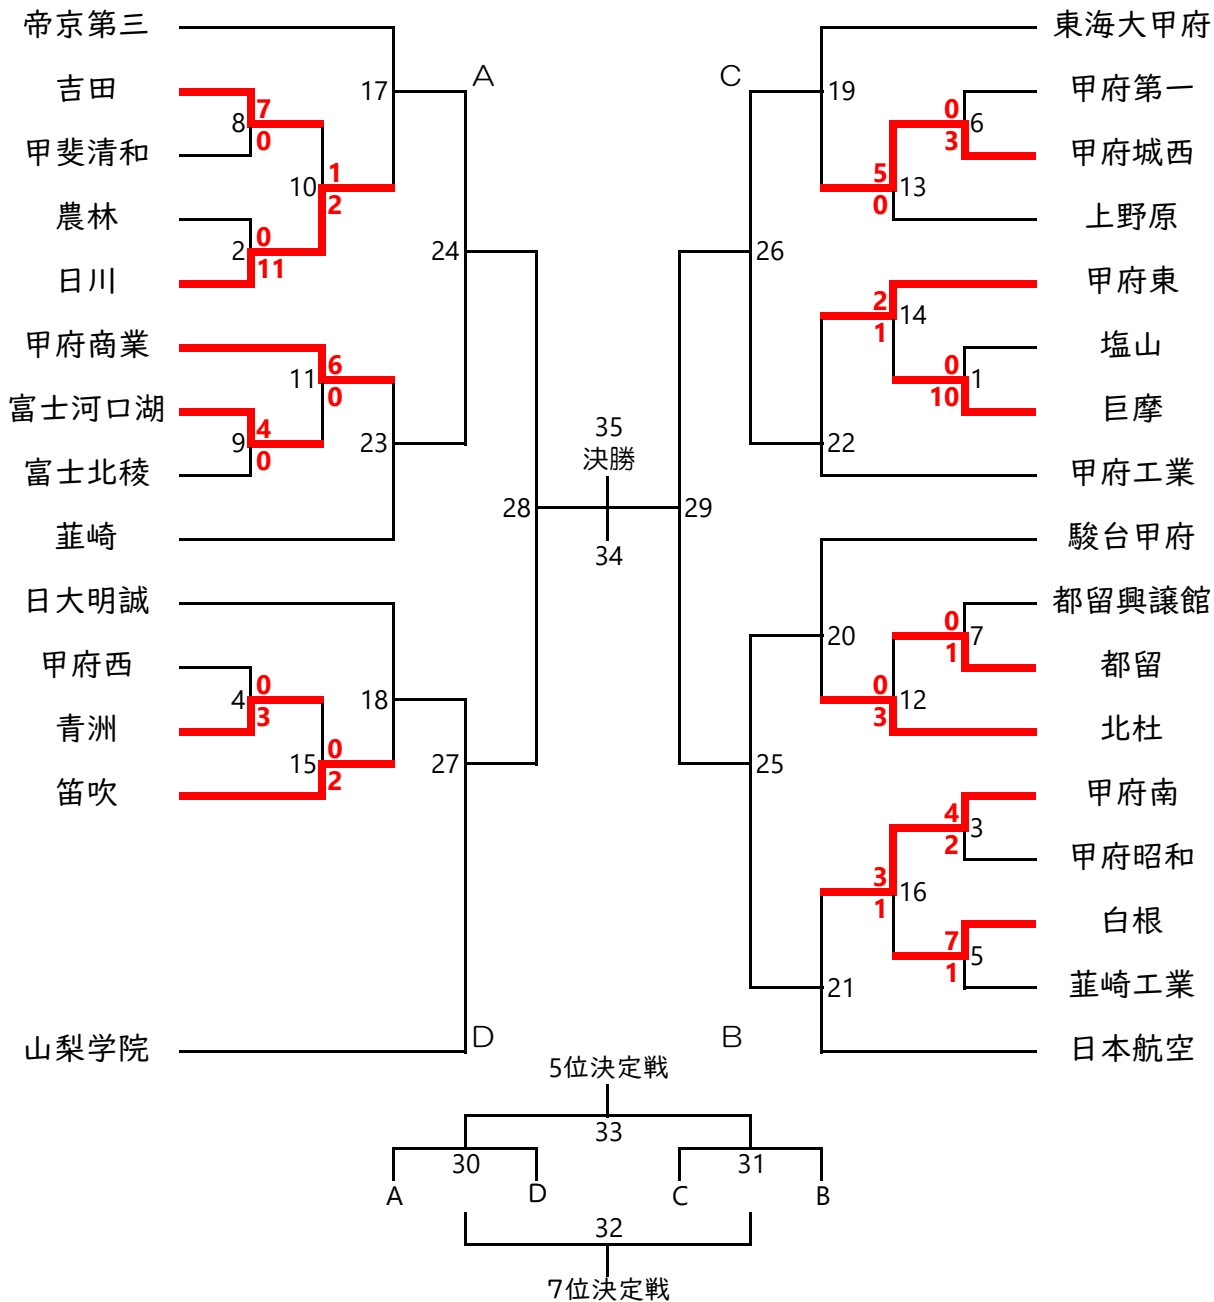 帝京第三
吉田
甲斐清和
農林
日川
甲府商業
富士河口湖
富士北稜
韮崎
日大明誠
甲府西
青洲
笛吹
山梨学院
17
A
7
8
0
1
10
2
0
2
11
24
6
11
0
4
9
0
23
28
0
4
3
18
0
15
2
27
D
35
決勝
34
東海大甲府
甲府第一
甲府城西
上野原
甲府東
塩山
巨摩
甲府工業
駿台甲府
都留興譲館
都留
北杜
甲府南
甲府昭和
白根
韮崎工業
日本航空
C
19
0
6
3
5
13
0
26
2
14
1
0
1
10
22
29
0
7
1
20
0
12
3
25
4
3
2
3
16
1
7
5
1
21
B
5位決定戦
33
30
31
A
D
C
B
32
7位決定戦